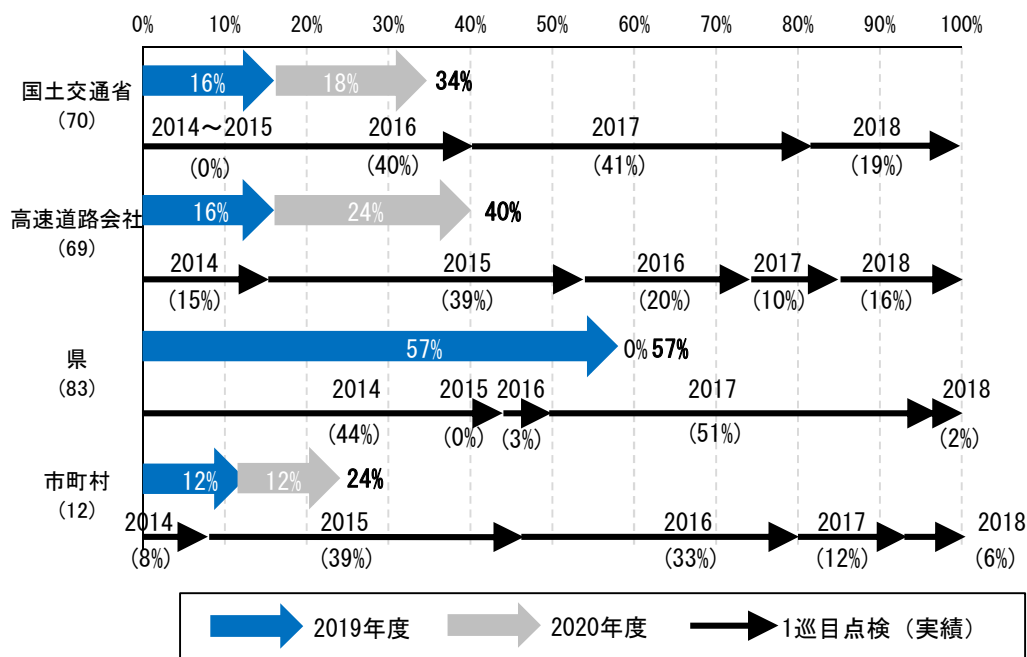 0% 10% 20% 30% 40% 50% 60% 70% 80% 90% 100%
国土交通省
(70)
16% 18% 34%
2014～2015 2016 2017 2018
(0%) (40%) (41%) (19%)
高速道路会社
(69)
16% 24% 40%
2014 2015 2016 2017 2018
(15%) (39%) (20%) (10%) (16%)
県
(83)
57% 0% 57%
2014 2015 2016 2017 2018
(44%) (0%) (3%) (51%) (2%)
市町村
(12)
12% 12% 24%
2014 2015 2016 2017 2018
(8%) (39%) (33%) (12%) (6%)
2019年度 2020年度 1巡目点検（実績）